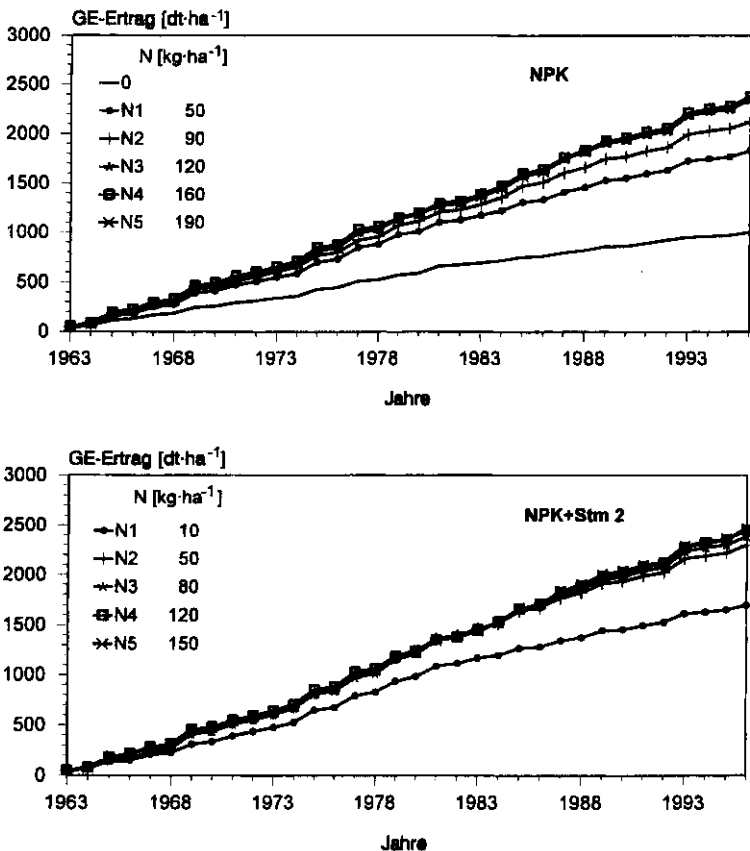 GE-Ertrag [dt·ha⁻¹]
3000
2500
2000
1500
1000
500
0
N [kg·ha⁻¹]
0
N1 50
N2 90
N3 120
N4 160
N5 190
NPK
1963 1968 1973 1978 1983 1988 1993
Jahre
GE-Ertrag [dt·ha⁻¹]
3000
2500
2000
1500
1000
500
0
N [kg·ha⁻¹]
N1 10
N2 50
N3 80
N4 120
N5 150
NPK+Stm 2
1963 1968 1973 1978 1983 1988 1993
Jahre